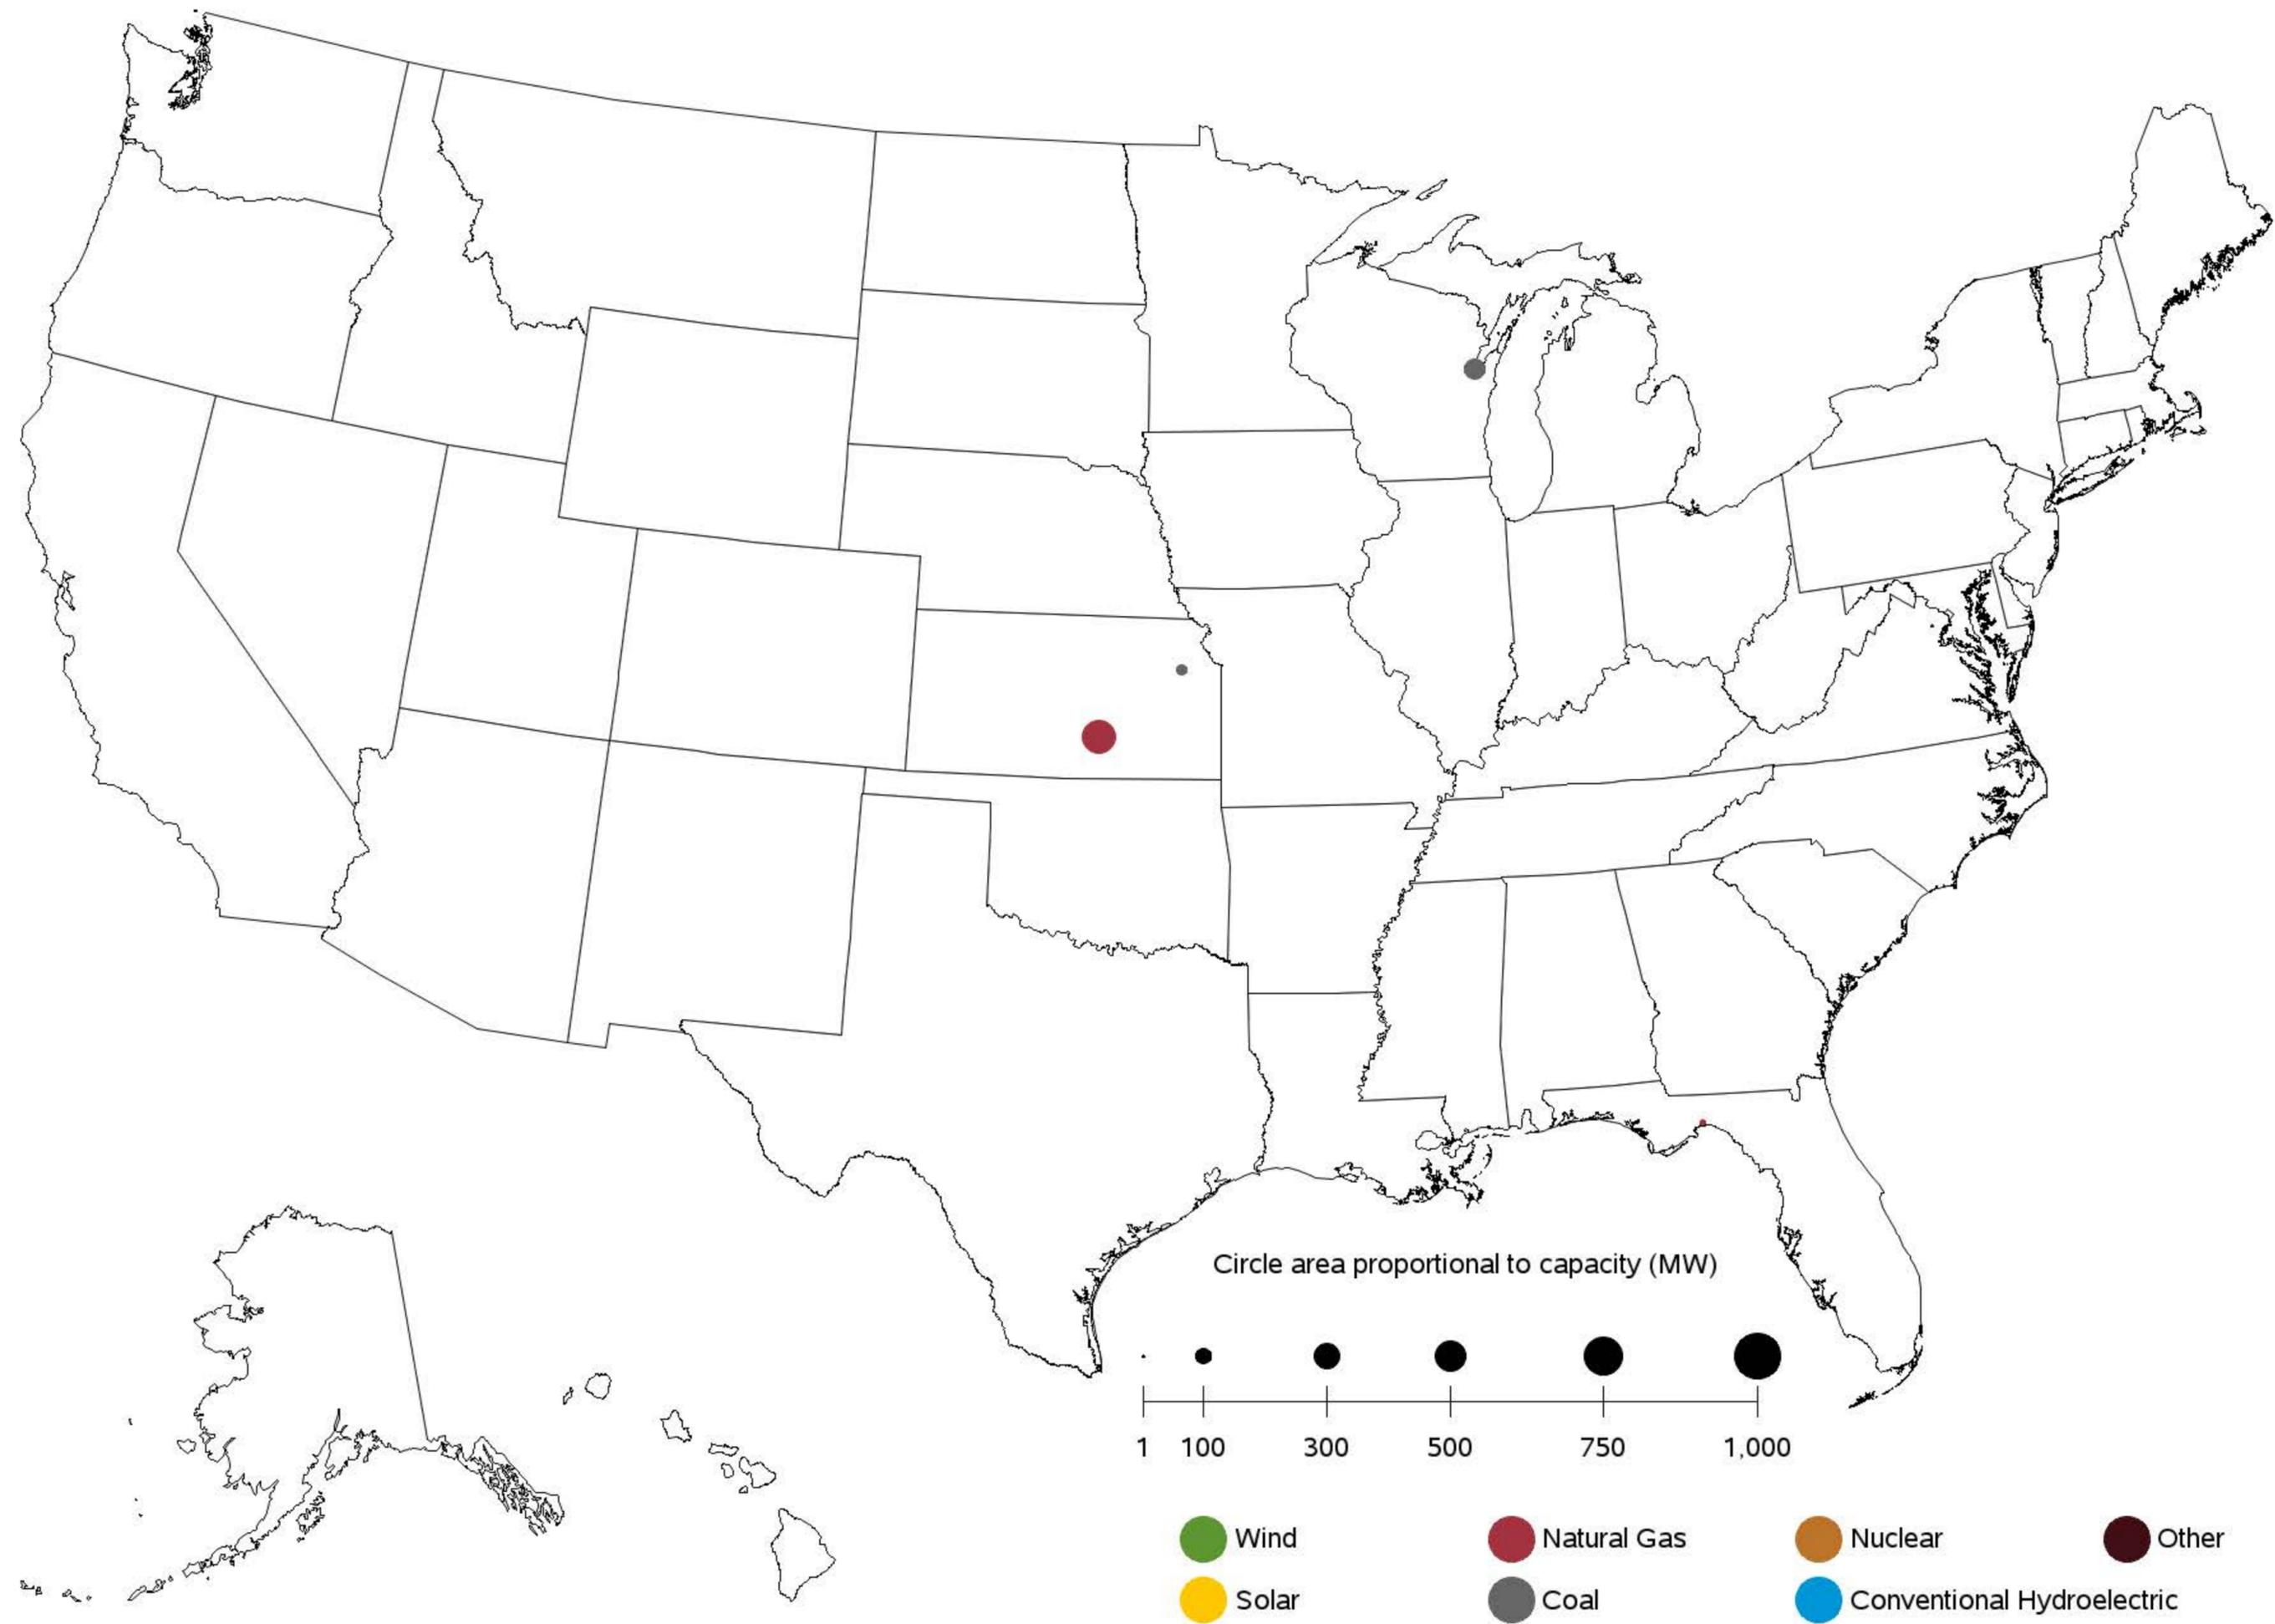 Circle area proportional to capacity (MW)
1 100 300 500 750 1,000
Wind Natural Gas Nuclear Other
Solar Coal Conventional Hydroelectric